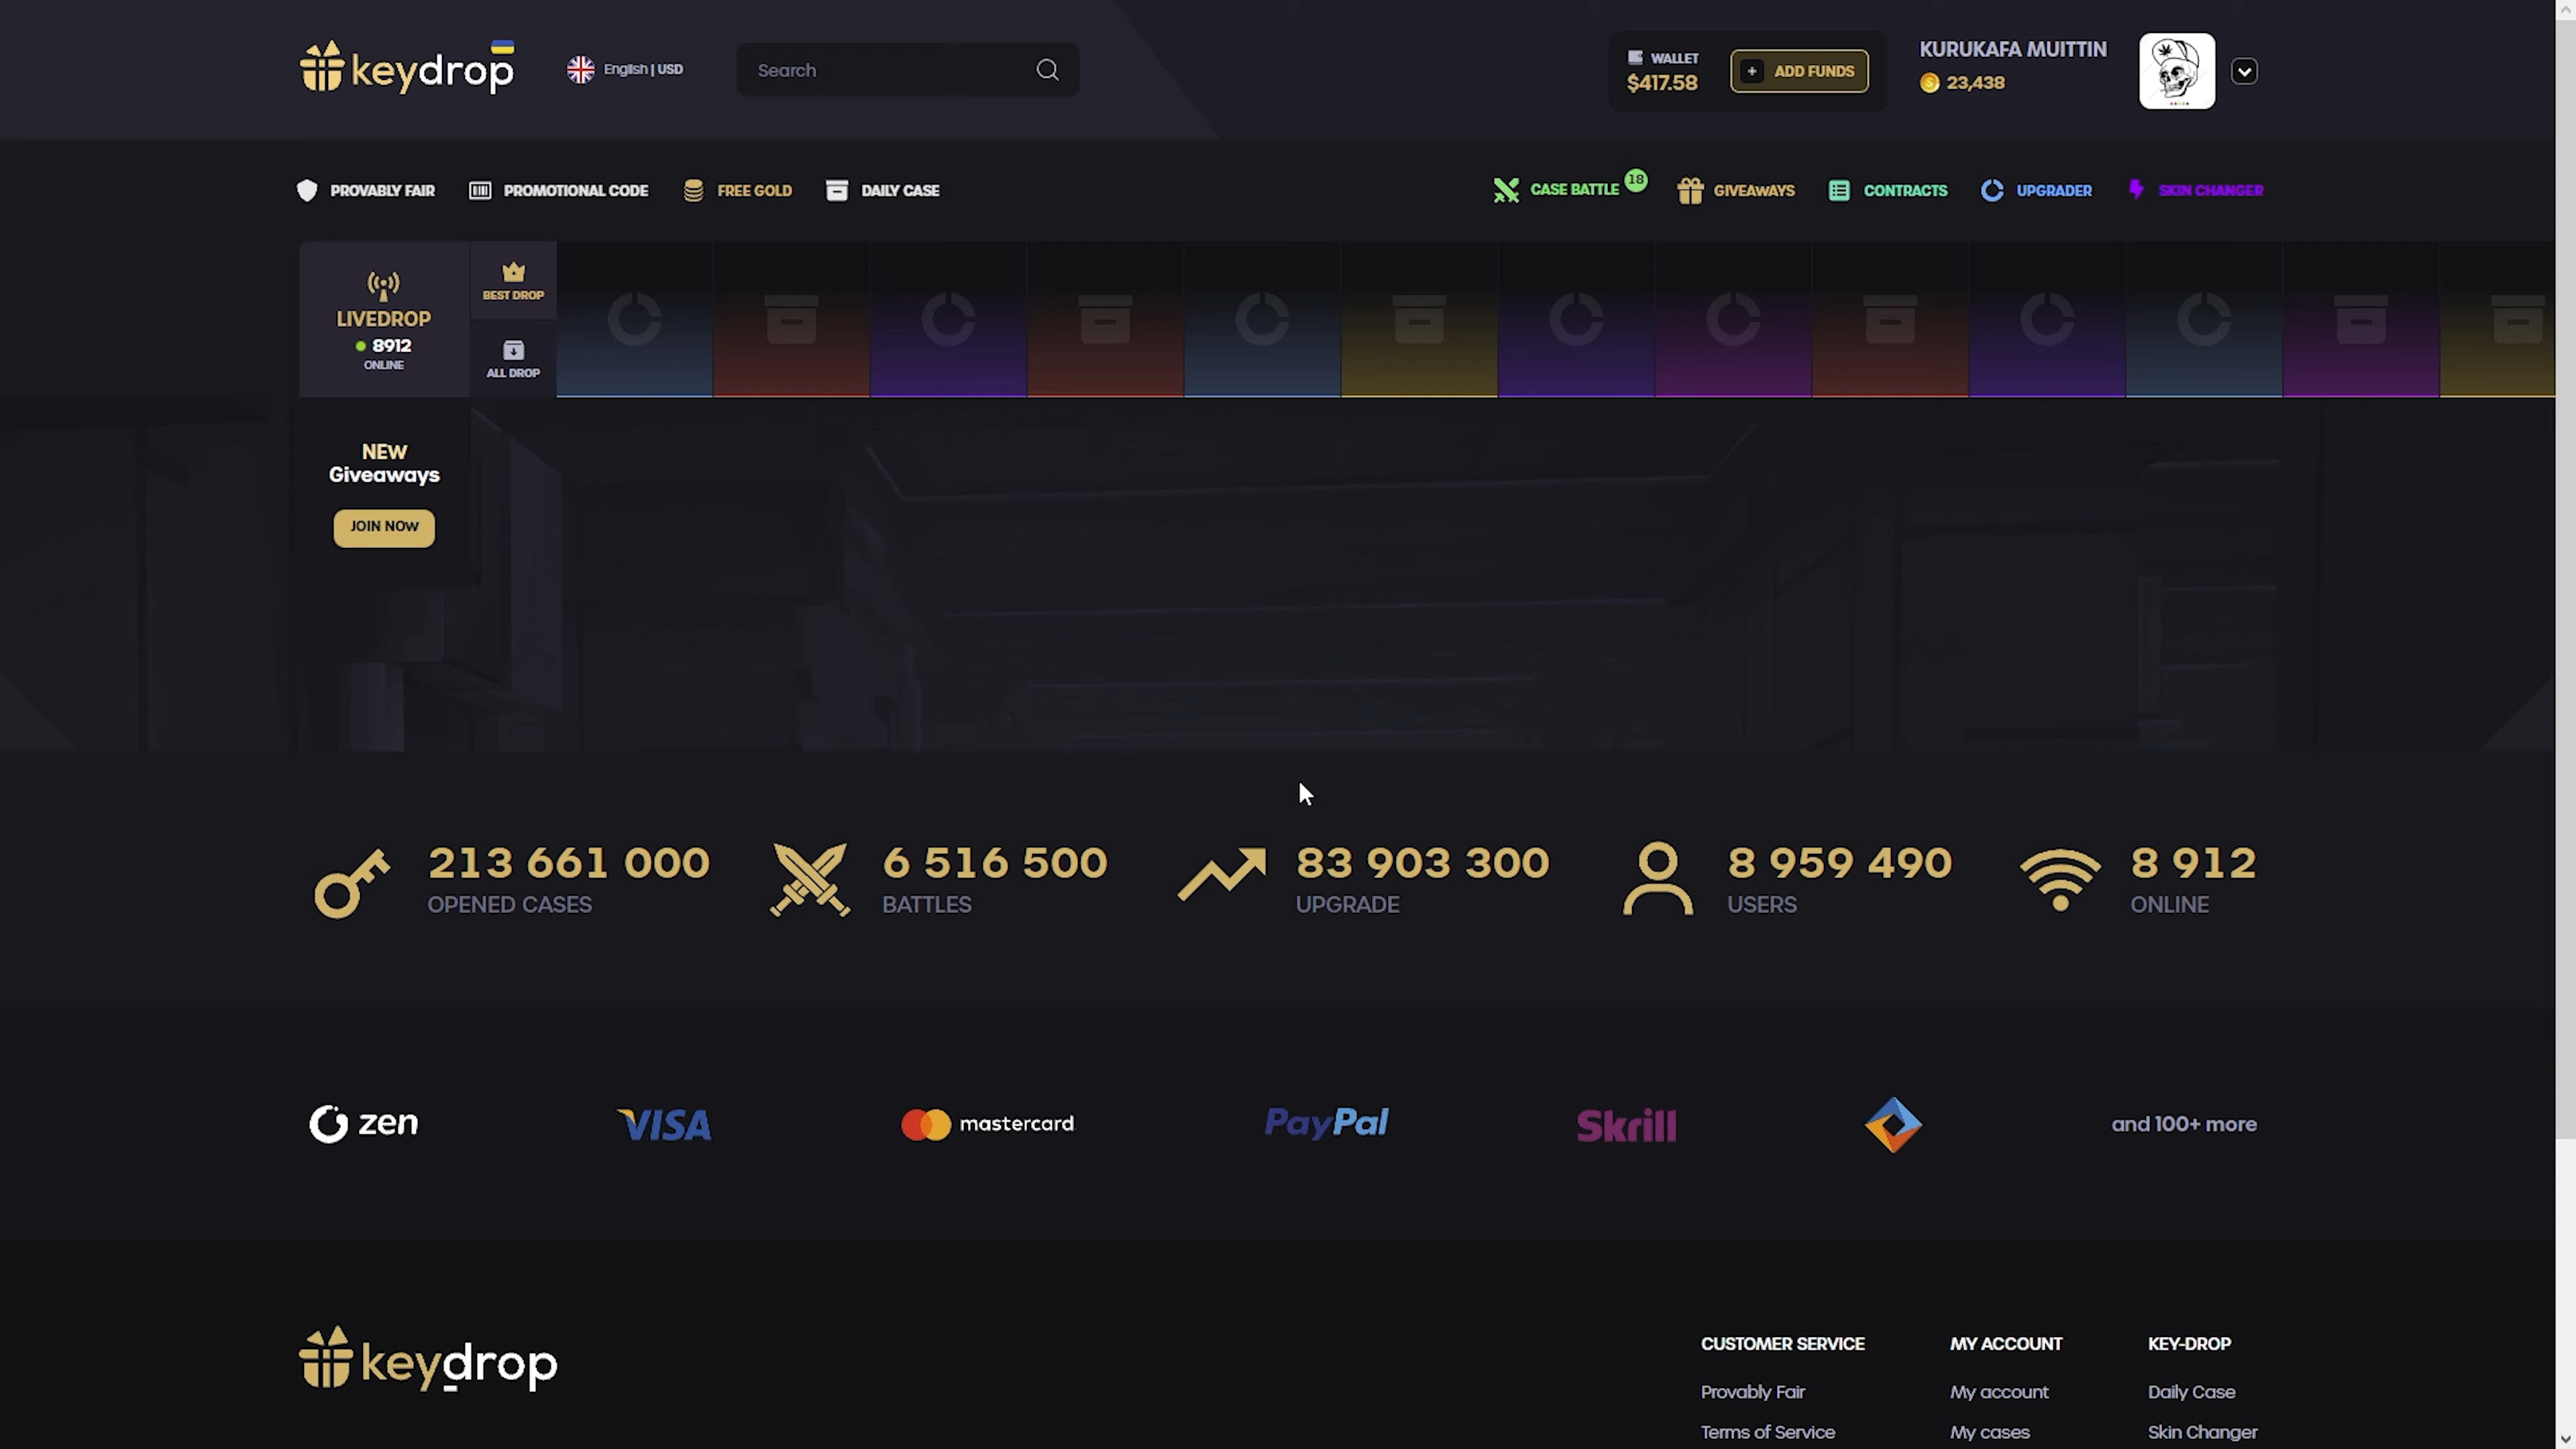 keydrop
English | USD
Search
WALLET
$417.58
+ ADD FUNDS
KURUKAFA MUITTIN
23,438
PROVABLY FAIR
PROMOTIONAL CODE
FREE GOLD
DAILY CASE
CASE BATTLE 18
GIVEAWAYS
CONTRACTS
UPGRADER
SKIN CHANGER
LIVEDROP
8912
ONLINE
BEST DROP
ALL DROP
NEW
Giveaways
JOIN NOW
213 661 000
OPENED CASES
6 516 500
BATTLES
83 903 300
UPGRADE
8 959 490
USERS
8 912
ONLINE
zen
VISA
mastercard
PayPal
Skrill
and 100+ more
keydrop
CUSTOMER SERVICE
Provably Fair
Terms of Service
MY ACCOUNT
My account
My cases
KEY-DROP
Daily Case
Skin Changer